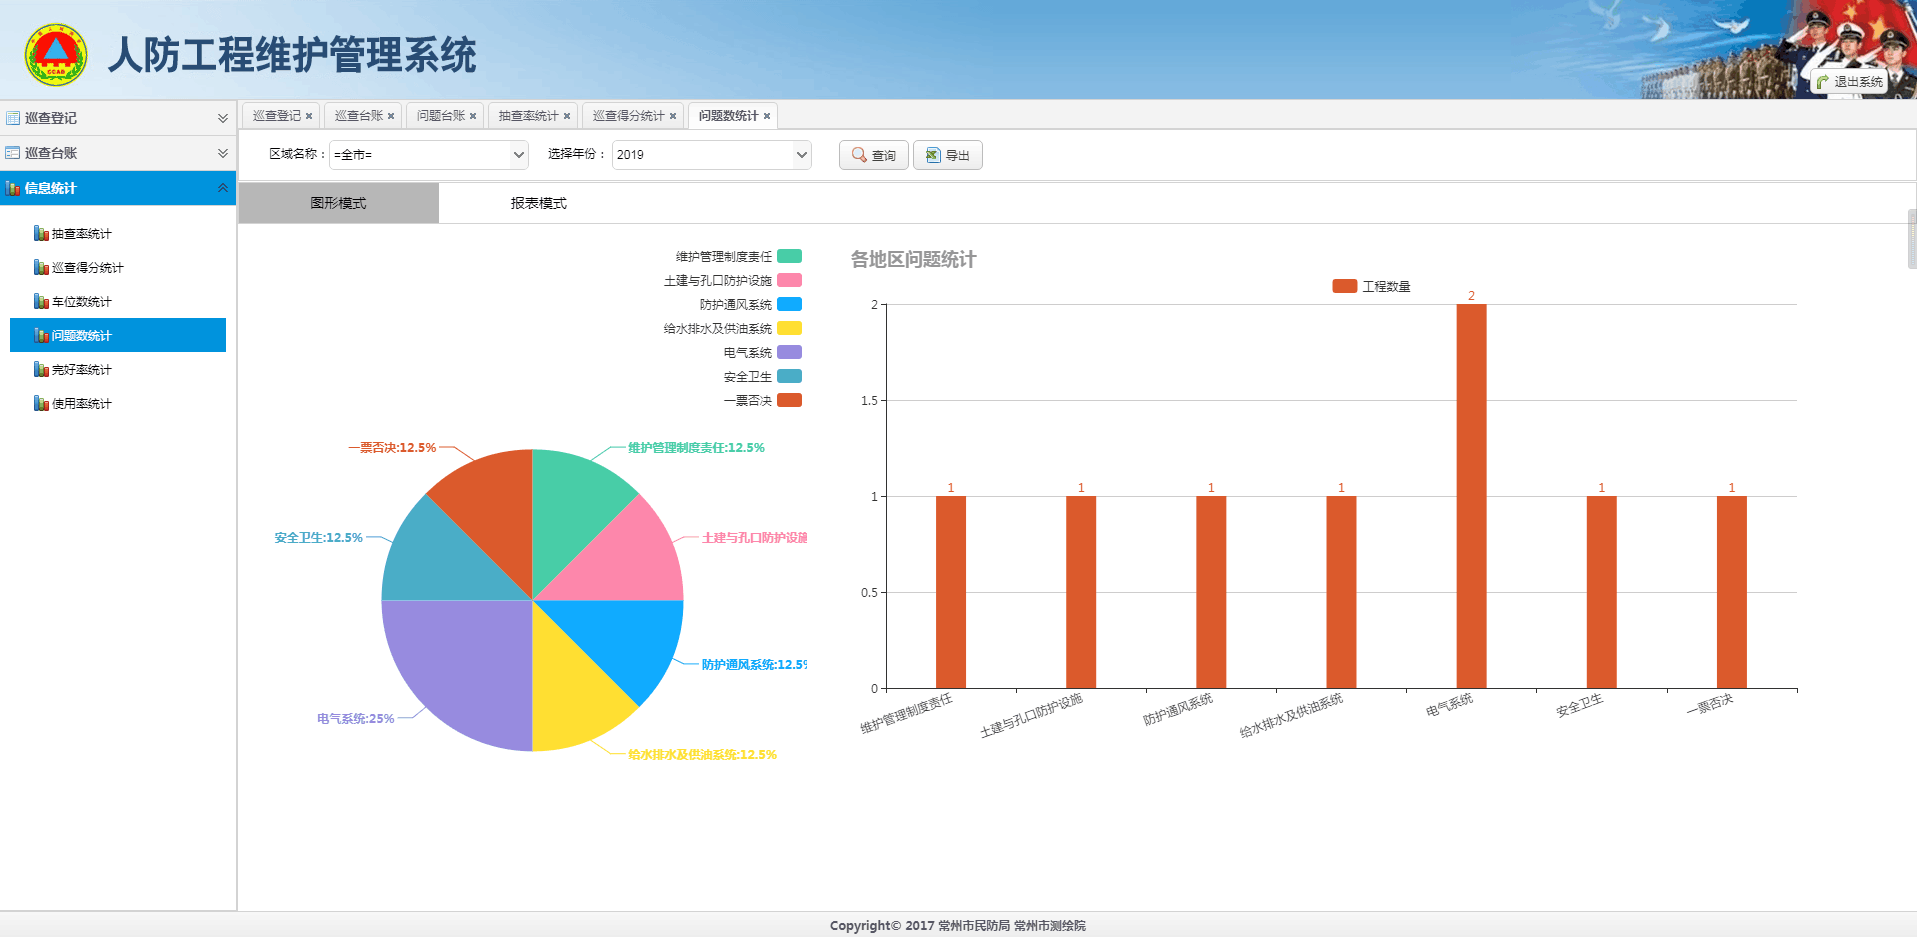 人防工程维护管理系统
退出系统
巡查登记
巡查台账
信息统计
抽查率统计
巡查得分统计
车位数统计
问题数统计
完好率统计
使用率统计
巡查登记 巡查台账 问题台账 抽查率统计 巡查得分统计 问题数统计
区域名称： =全市= 选择年份： 2019 查询 导出
图形模式 报表模式
维护管理制度责任
土建与孔口防护设施
防护通风系统
给水排水及供油系统
电气系统
安全卫生
一票否决
一票否决:12.5%
维护管理制度责任:12.5%
安全卫生:12.5%
土建与孔口防护设施
防护通风系统:12.5%
电气系统:25%
给水排水及供油系统:12.5%
各地区问题统计
工程数量
2
1.5
1
0.5
0
1 1 1 1 2 1 1
维护管理制度责任 土建与孔口防护设施 防护通风系统 给水排水及供油系统 电气系统 安全卫生 一票否决
Copyright© 2017 常州市民防局 常州市测绘院